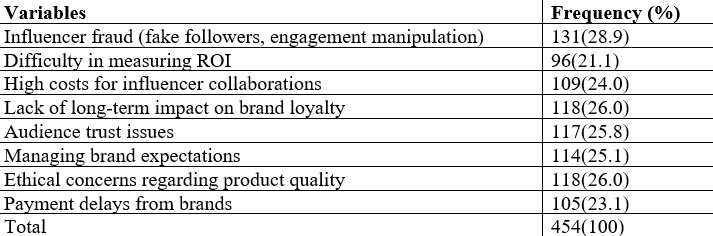 Variables Frequency (%)
Influencer fraud (fake followers, engagement manipulation) 131(28.9)
Difficulty in measuring ROI 96(21.1)
High costs for influencer collaborations 109(24.0)
Lack of long-term impact on brand loyalty 118(26.0)
Audience trust issues 117(25.8)
Managing brand expectations 114(25.1)
Ethical concerns regarding product quality 118(26.0)
Payment delays from brands 105(23.1)
Total 454(100)